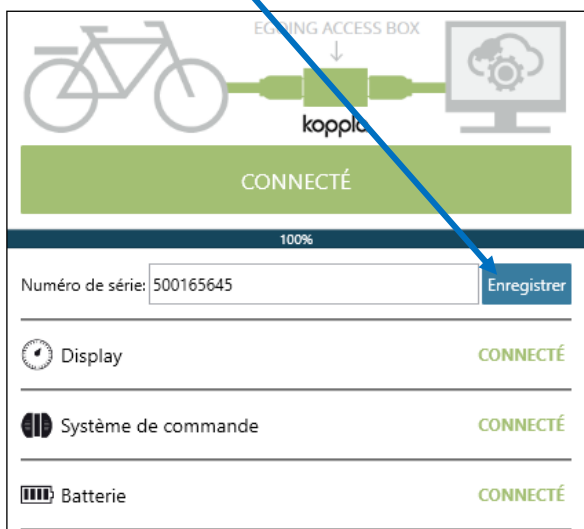 EGOING ACCESS BOX
kopplo
CONNECTÉ
100%
Numéro de série: 500165645 Enregistrer
Display CONNECTÉ
Système de commande CONNECTÉ
Batterie CONNECTÉ